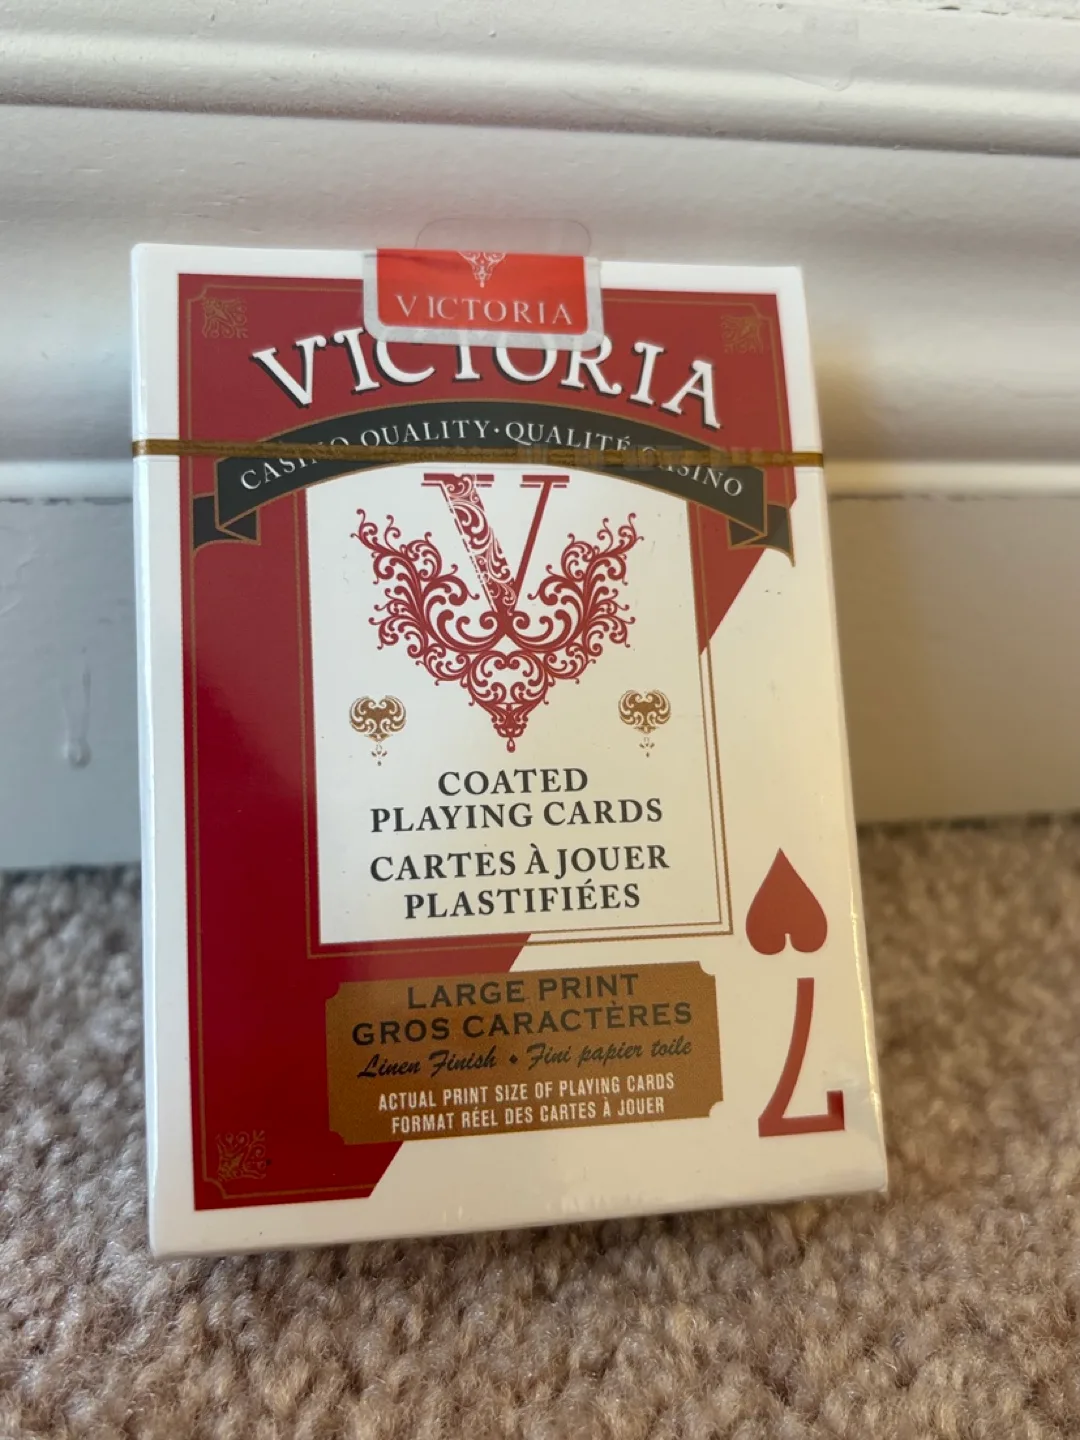 VICTORIA
VICTORIA
CASINO QUALITY · QUALITÉ CASINO
V
COATED
PLAYING CARDS
CARTES À JOUER
PLASTIFIÉES
LARGE PRINT
GROS CARACTÈRES
Linen Finish • Fini papier toile
ACTUAL PRINT SIZE OF PLAYING CARDS
FORMAT RÉEL DES CARTES À JOUER
7